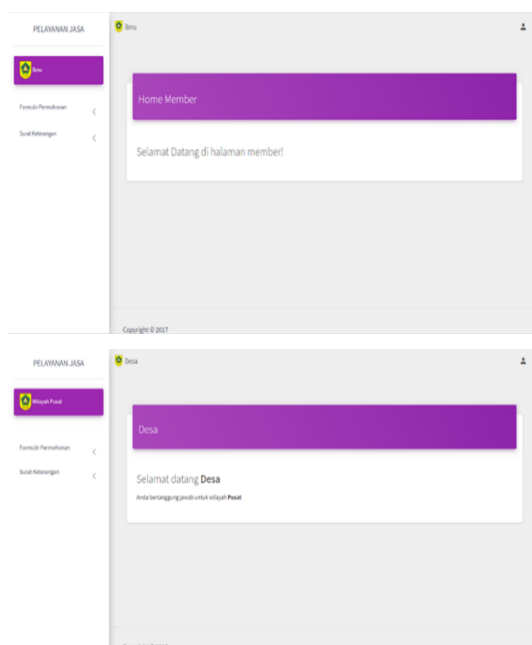 PELAYANAN JASA
ibnu
Ibnu
Home Member
Formulir Permohonan
Surat Keterangan
Selamat Datang di halaman member!
Copyright © 2017
PELAYANAN JASA
Desa
Wilayah Pusat
Desa
Formulir Permohonan
Surat Keterangan
Selamat datang Desa
Anda bertanggung jawab untuk wilayah Pusat